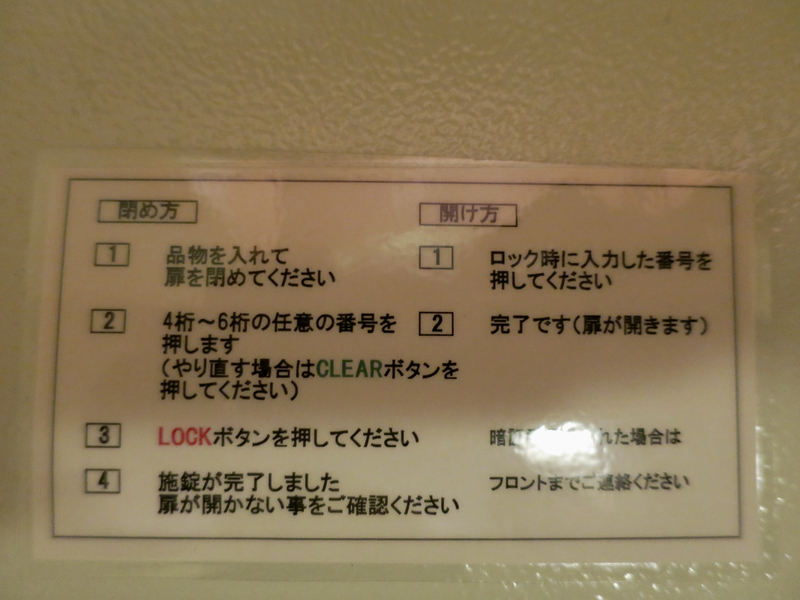 閉め方
1 品物を入れて
扉を閉めてください
2 4桁～6桁の任意の番号を
押します
(やり直す場合はCLEARボタンを
押してください)
3 LOCKボタンを押してください
4 施錠が完了しました
扉が開かない事をご確認ください
開け方
1 ロック時に入力した番号を
押してください
2 完了です(扉が開きます)
れた場合は
フロントまでご連絡ください